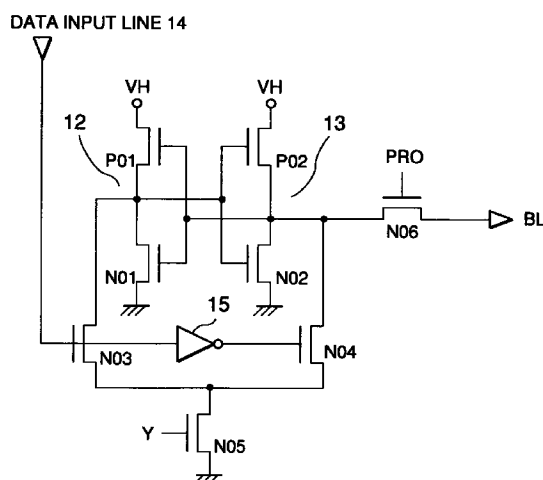 DATA INPUT LINE 14
VH
VH
12
13
P01
P02
PRO
BL
N06
N01
N02
15
N03
N04
Y
N05